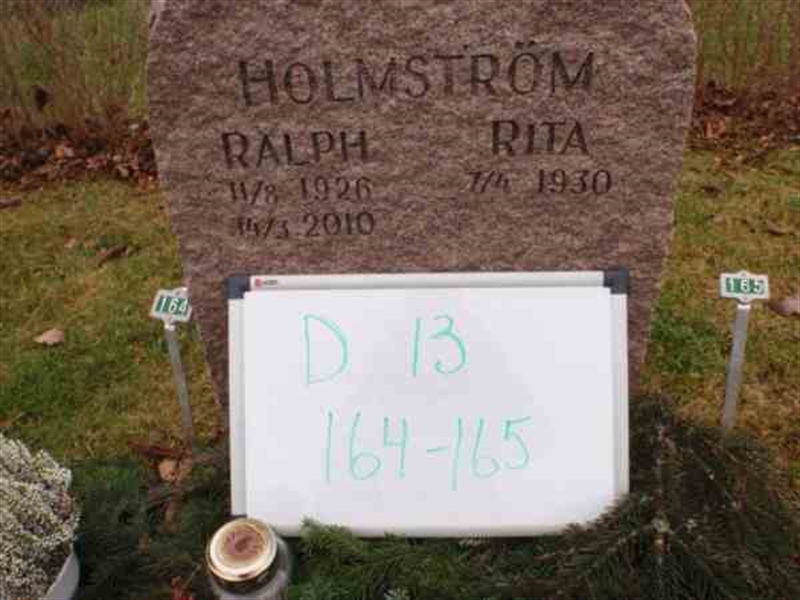 HOLMSTRÖM
RALPH RITA
11/8 1926 7/4 1930
14/3 2010
164 165
D 13
164-165